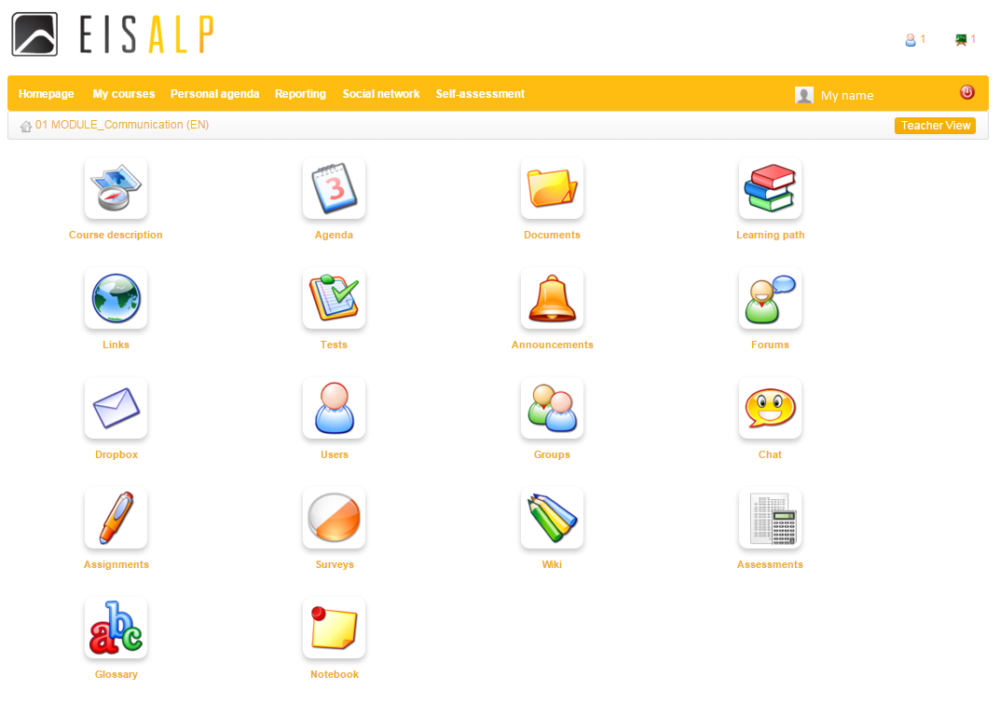 EISALP
1 1
Homepage My courses Personal agenda Reporting Social network Self-assessment My name
01 MODULE_Communication (EN) Teacher View
3
Course description Agenda Documents Learning path
Links Tests Announcements Forums
Dropbox Users Groups Chat
Assignments Surveys Wiki Assessments
abc
Glossary Notebook